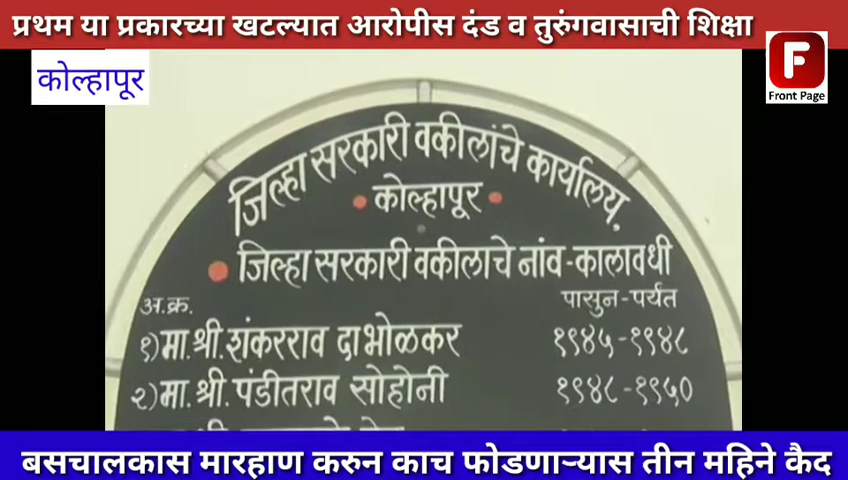 प्रथम या प्रकारच्या खटल्यात आरोपीस दंड व तुरुंगवासाची शिक्षा
कोल्हापूर
F
Front Page
जिल्हा सरकारी वकीलांचे कार्यालय.
• कोल्हापूर •
• जिल्हा सरकारी वकीलाचे नांव - कालावधी
अ.क्र. पासुन - पर्यंत
१) मा. श्री. शंकरराव दाभोळकर १९४५ - १९४८
२) मा. श्री. पंडीतराव सोहोनी १९४८ - १९५०
बसचालकास मारहाण करुन काच फोडणाऱ्यास तीन महिने कैद